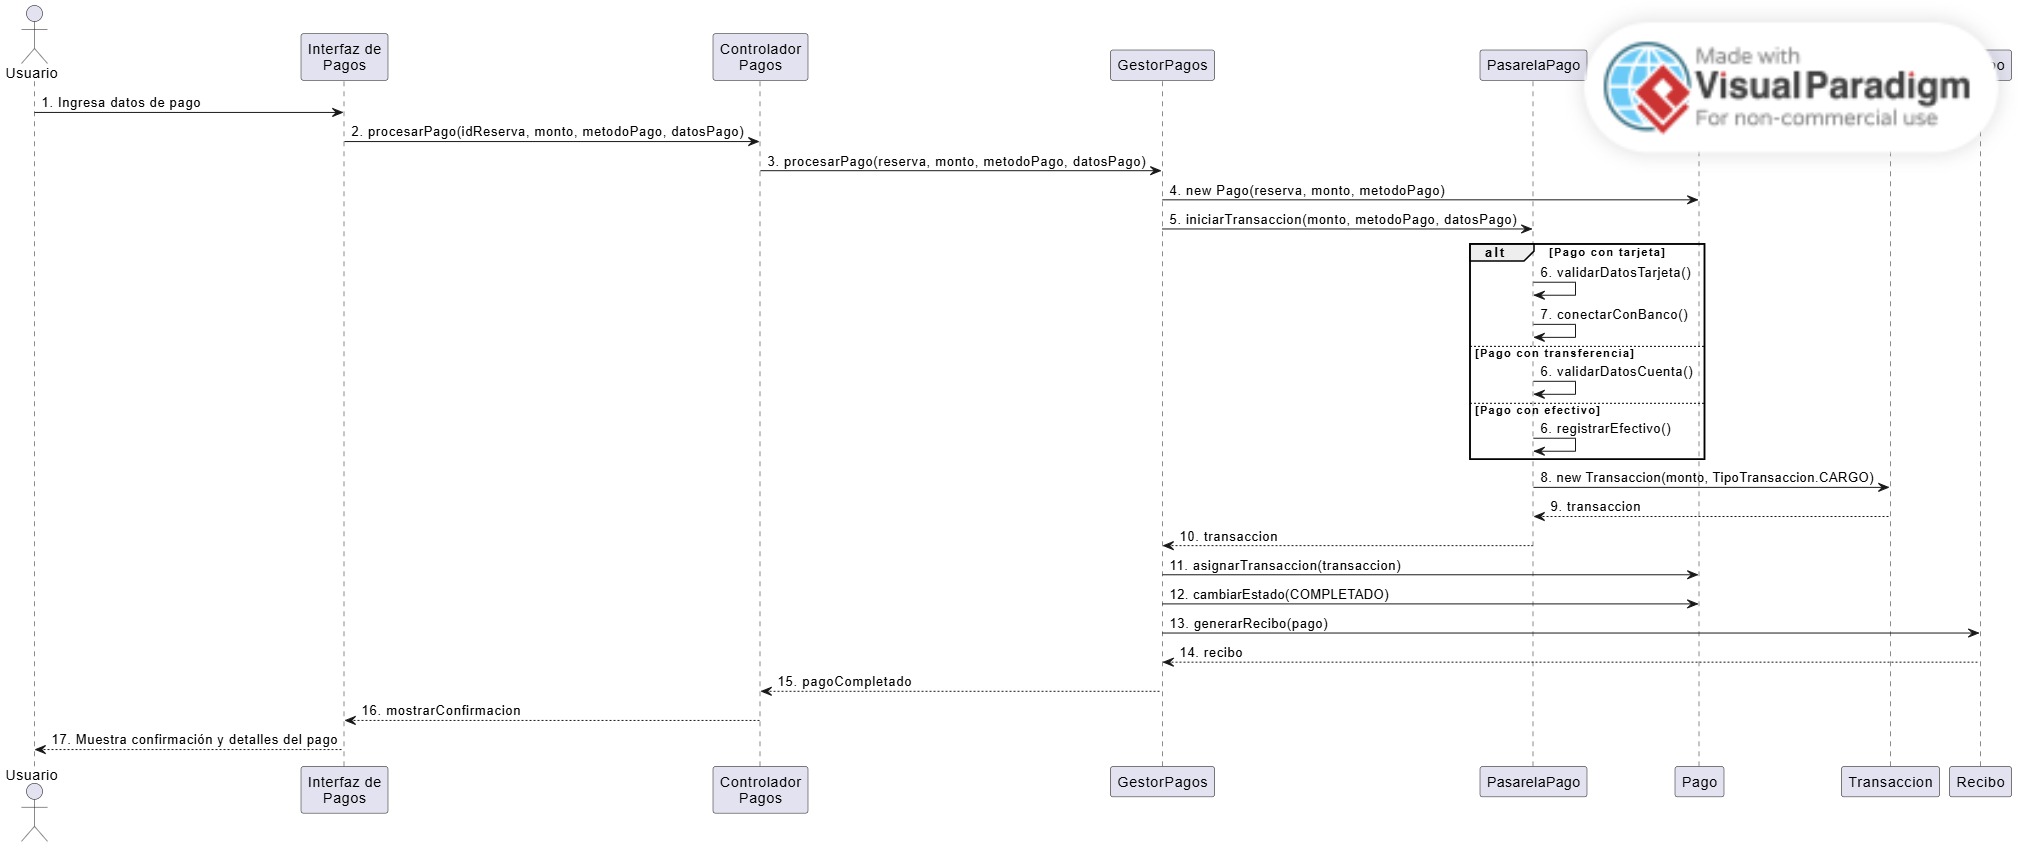 Usuario
Interfaz de
Pagos
Controlador
Pagos
GestorPagos
PasarelaPago
Made with
Visual Paradigm
For non-commercial use
1. Ingresa datos de pago
2. procesarPago(idReserva, monto, metodoPago, datosPago)
3. procesarPago(reserva, monto, metodoPago, datosPago)
4. new Pago(reserva, monto, metodoPago)
5. iniciarTransaccion(monto, metodoPago, datosPago)
alt [Pago con tarjeta]
6. validarDatosTarjeta()
7. conectarConBanco()
[Pago con transferencia]
6. validarDatosCuenta()
[Pago con efectivo]
6. registrarEfectivo()
8. new Transaccion(monto, TipoTransaccion.CARGO)
9. transaccion
10. transaccion
11. asignarTransaccion(transaccion)
12. cambiarEstado(COMPLETADO)
13. generarRecibo(pago)
14. recibo
15. pagoCompletado
16. mostrarConfirmacion
17. Muestra confirmación y detalles del pago
Usuario
Interfaz de
Pagos
Controlador
Pagos
GestorPagos
PasarelaPago
Pago
Transaccion
Recibo